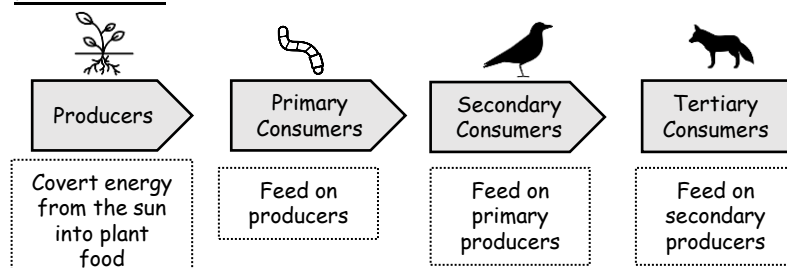 Producers
Primary
Consumers
Secondary
Consumers
Tertiary
Consumers
Covert energy
from the sun
into plant
food
Feed on
producers
Feed on
primary
producers
Feed on
secondary
producers